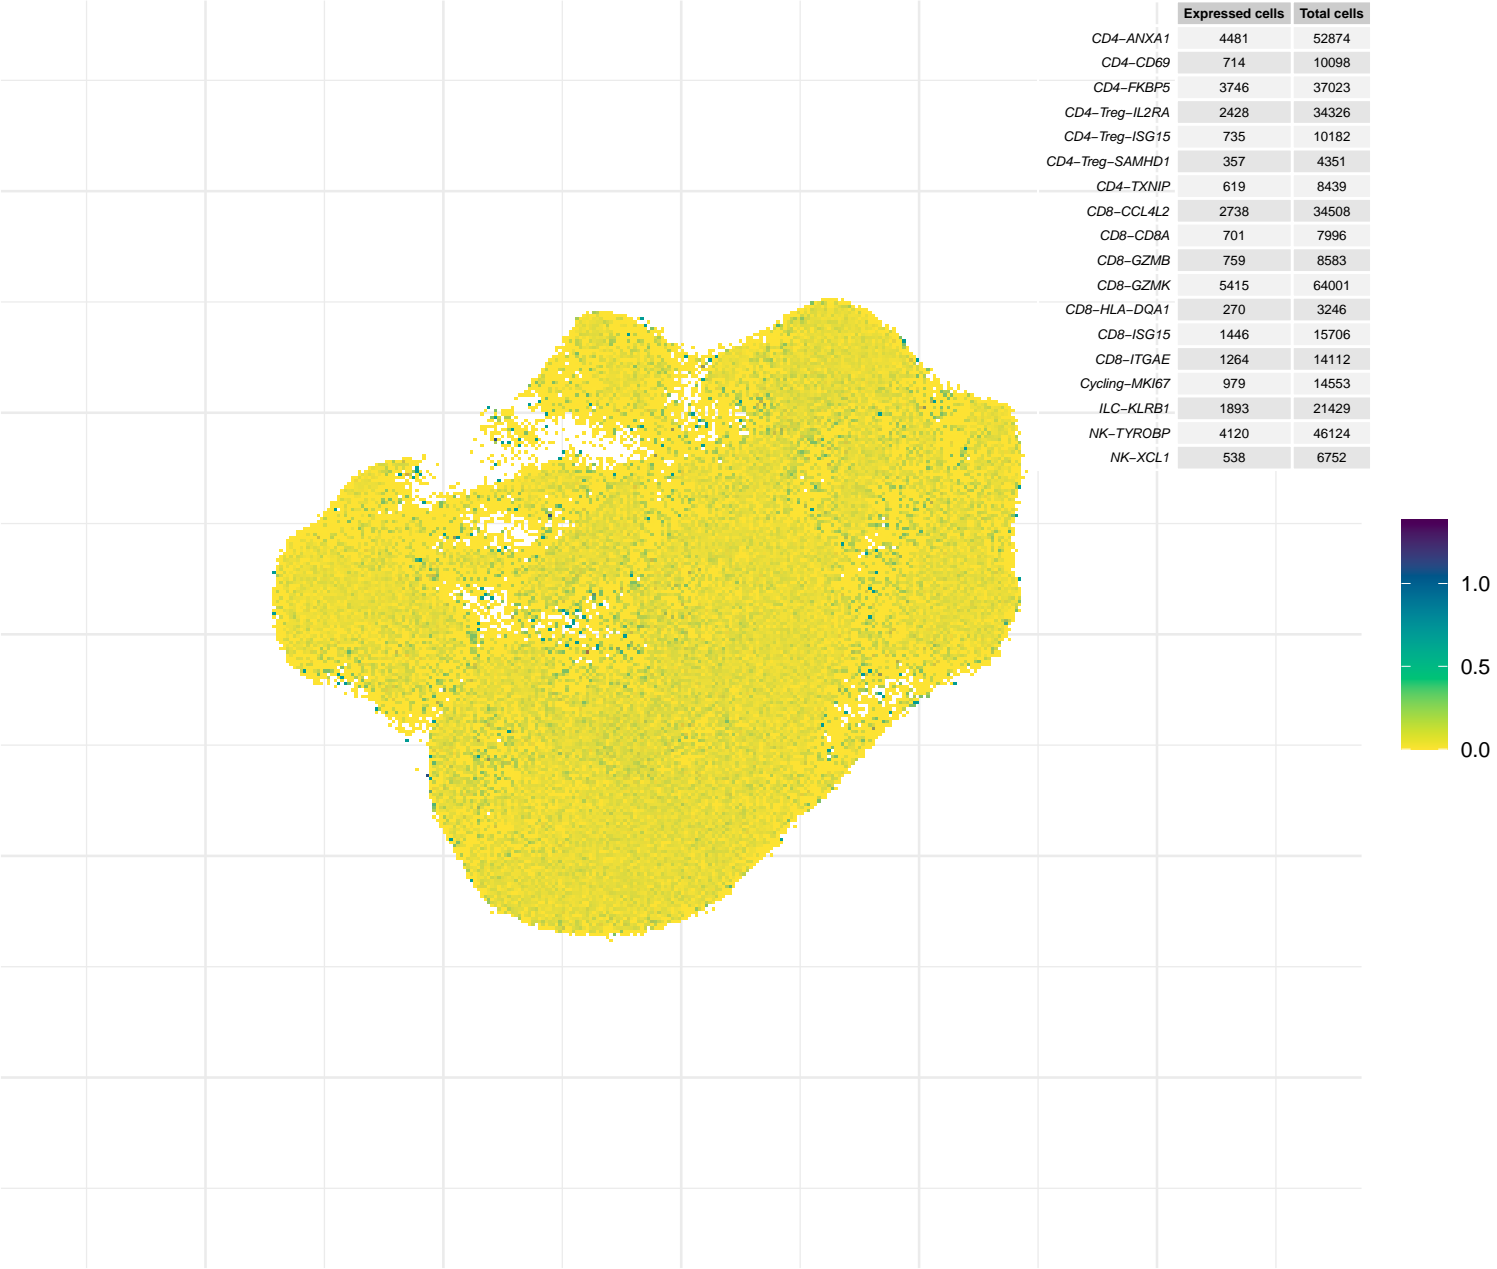 Expressed cells Total cells
CD4−ANXA1 4481 52874
CD4−CD69 714 10098
CD4−FKBP5 3746 37023
CD4−Treg−IL2RA 2428 34326
CD4−Treg−ISG15 735 10182
CD4−Treg−SAMHD1 357 4351
CD4−TXNIP 619 8439
CD8−CCL4L2 2738 34508
CD8−CD8A 701 7996
CD8−GZMB 759 8583
CD8−GZMK 5415 64001
CD8−HLA−DQA1 270 3246
CD8−ISG15 1446 15706
CD8−ITGAE 1264 14112
Cycling−MKI67 979 14553
ILC−KLRB1 1893 21429
NK−TYROBP 4120 46124
NK−XCL1 538 6752
1.0
0.5
0.0